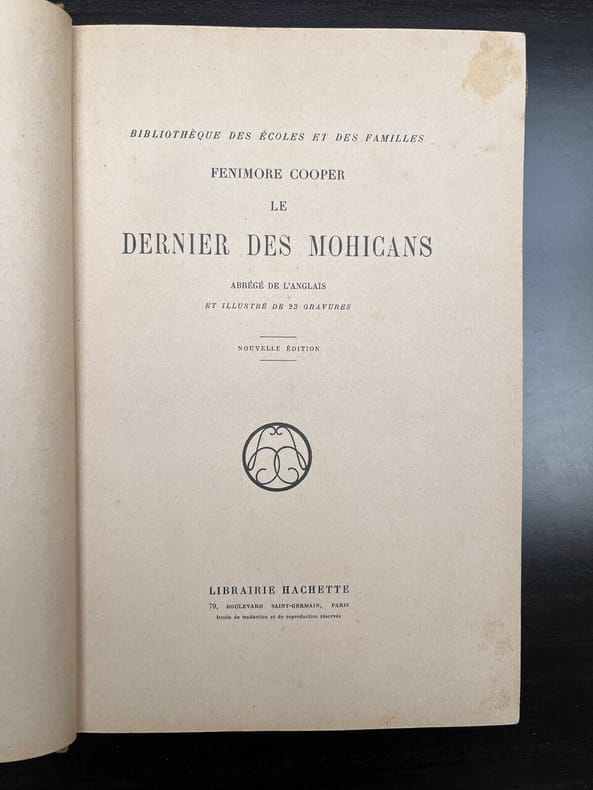 BIBLIOTHÈQUE DES ÉCOLES ET DES FAMILLES
FENIMORE COOPER
LE
DERNIER DES MOHICANS
ABRÉGÉ DE L'ANGLAIS
ET ILLUSTRÉ DE 23 GRAVURES
NOUVELLE ÉDITION
LIBRAIRIE HACHETTE
79, BOULEVARD SAINT-GERMAIN, PARIS
Droits de traduction et de reproduction réservés